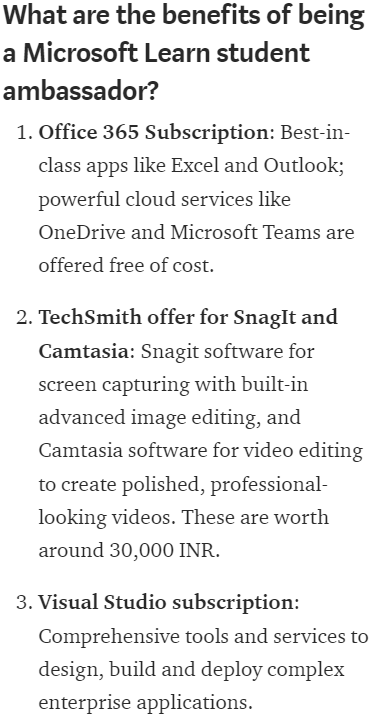 What are the benefits of being
a Microsoft Learn student
ambassador?
1. Office 365 Subscription: Best-in-
class apps like Excel and Outlook;
powerful cloud services like
OneDrive and Microsoft Teams are
offered free of cost.
2. TechSmith offer for SnagIt and
Camtasia: Snagit software for
screen capturing with built-in
advanced image editing, and
Camtasia software for video editing
to create polished, professional-
looking videos. These are worth
around 30,000 INR.
3. Visual Studio subscription:
Comprehensive tools and services to
design, build and deploy complex
enterprise applications.